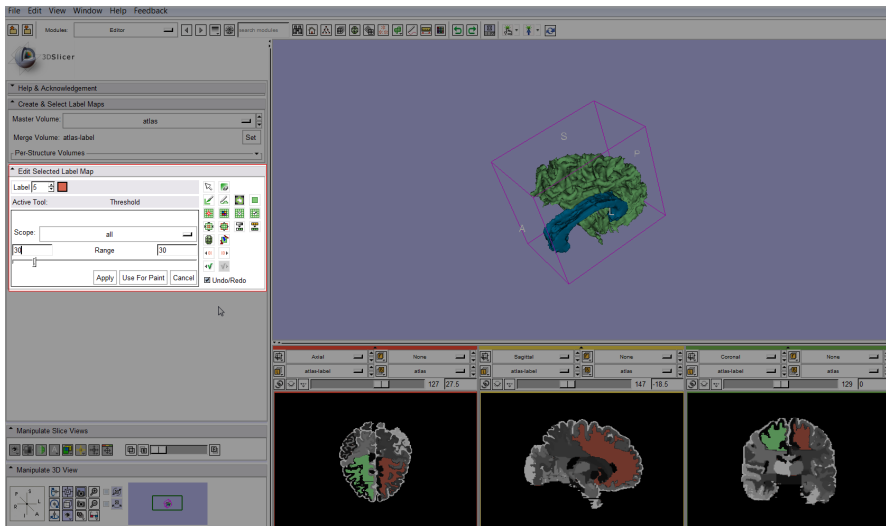 File Edit View Window Help Feedback
Modules: Editor search modules
3DSlicer
Help & Acknowledgement
Create & Select Label Maps
Master Volume: atlas
Merge Volume: atlas-label Set
Per-Structure Volumes
Edit Selected Label Map
Label 5
Active Tool: Threshold
Scope: all
30 Range 30
Apply Use For Paint Cancel Undo/Redo
S
P
L
A
Axial None Sagittal None Coronal None
atlas-label atlas atlas-label atlas atlas-label atlas
127 27.5 147 -18.5 129 0
Manipulate Slice Views
Manipulate 3D View